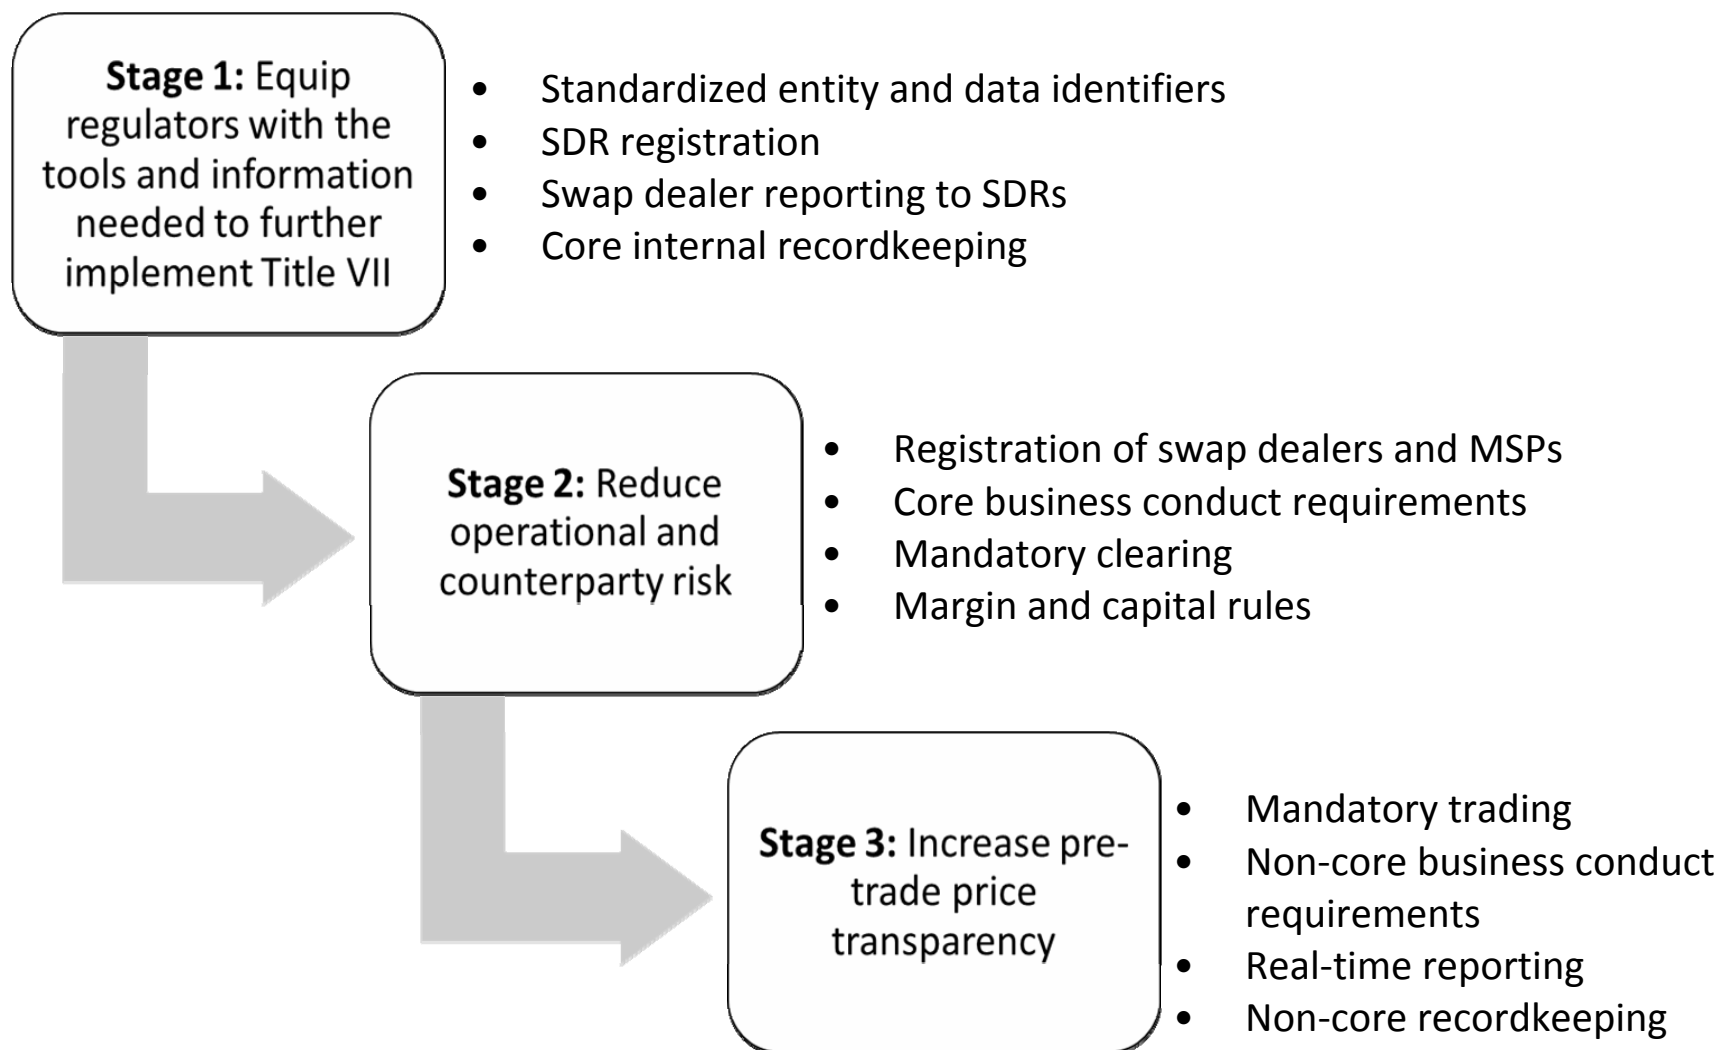 Stage 1: Equip
regulators with the
tools and information
needed to further
implement Title VII
• Standardized entity and data identifiers
• SDR registration
• Swap dealer reporting to SDRs
• Core internal recordkeeping
Stage 2: Reduce
operational and
counterparty risk
• Registration of swap dealers and MSPs
• Core business conduct requirements
• Mandatory clearing
• Margin and capital rules
Stage 3: Increase pre-
trade price
transparency
• Mandatory trading
• Non-core business conduct
requirements
• Real-time reporting
• Non-core recordkeeping